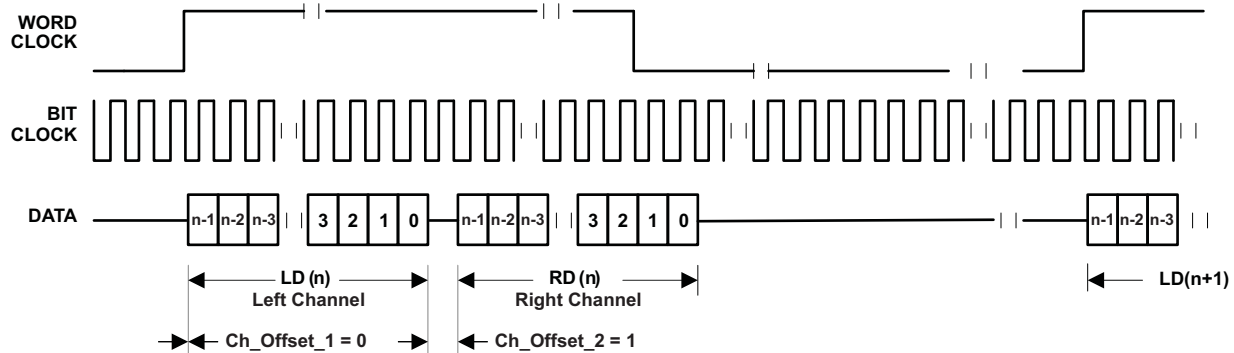 WORD
CLOCK
BIT
CLOCK
DATA
n-1 n-2 n-3 3 2 1 0 n-1 n-2 n-3 3 2 1 0 n-1 n-2 n-3
LD (n) RD (n) LD(n+1)
Left Channel Right Channel
Ch_Offset_1 = 0 Ch_Offset_2 = 1